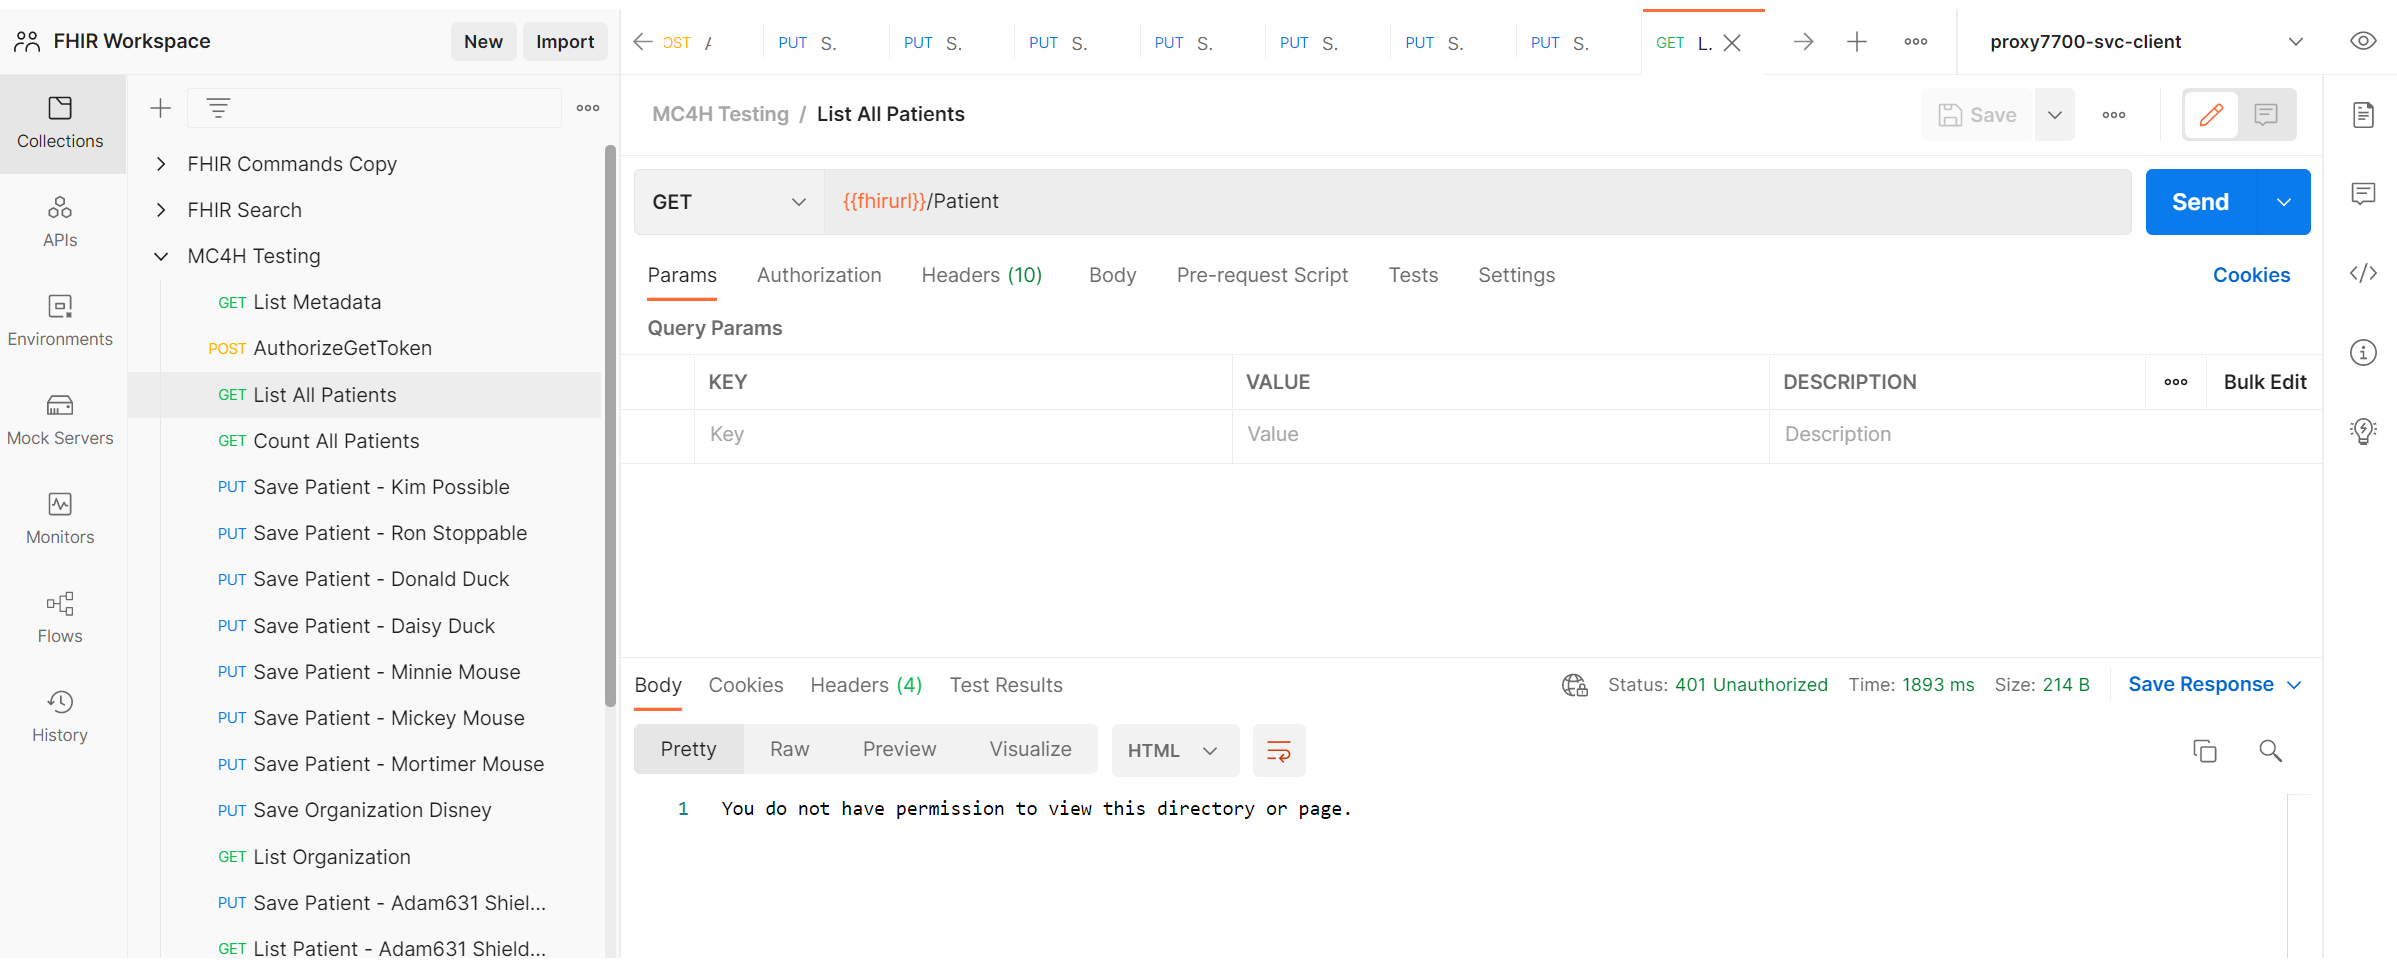 FHIR Workspace
New
Import
OST
PUT S.
PUT S.
PUT S.
PUT S.
PUT S.
PUT S.
PUT S.
GET L.
proxy7700-svc-client
Collections
APIs
Environments
Mock Servers
Monitors
Flows
History
FHIR Commands Copy
FHIR Search
MC4H Testing
GET List Metadata
POST AuthorizeGetToken
GET List All Patients
GET Count All Patients
PUT Save Patient - Kim Possible
PUT Save Patient - Ron Stoppable
PUT Save Patient - Donald Duck
PUT Save Patient - Daisy Duck
PUT Save Patient - Minnie Mouse
PUT Save Patient - Mickey Mouse
PUT Save Patient - Mortimer Mouse
PUT Save Organization Disney
GET List Organization
PUT Save Patient - Adam631 Shiel...
GET List Patient - Adam631 Shield...
MC4H Testing / List All Patients
Save
GET
{{fhirurl}}/Patient
Send
Params
Authorization
Headers (10)
Body
Pre-request Script
Tests
Settings
Cookies
Query Params
KEY
VALUE
DESCRIPTION
Bulk Edit
Key
Value
Description
Body
Cookies
Headers (4)
Test Results
Status: 401 Unauthorized
Time: 1893 ms
Size: 214 B
Save Response
Pretty
Raw
Preview
Visualize
HTML
1 You do not have permission to view this directory or page.